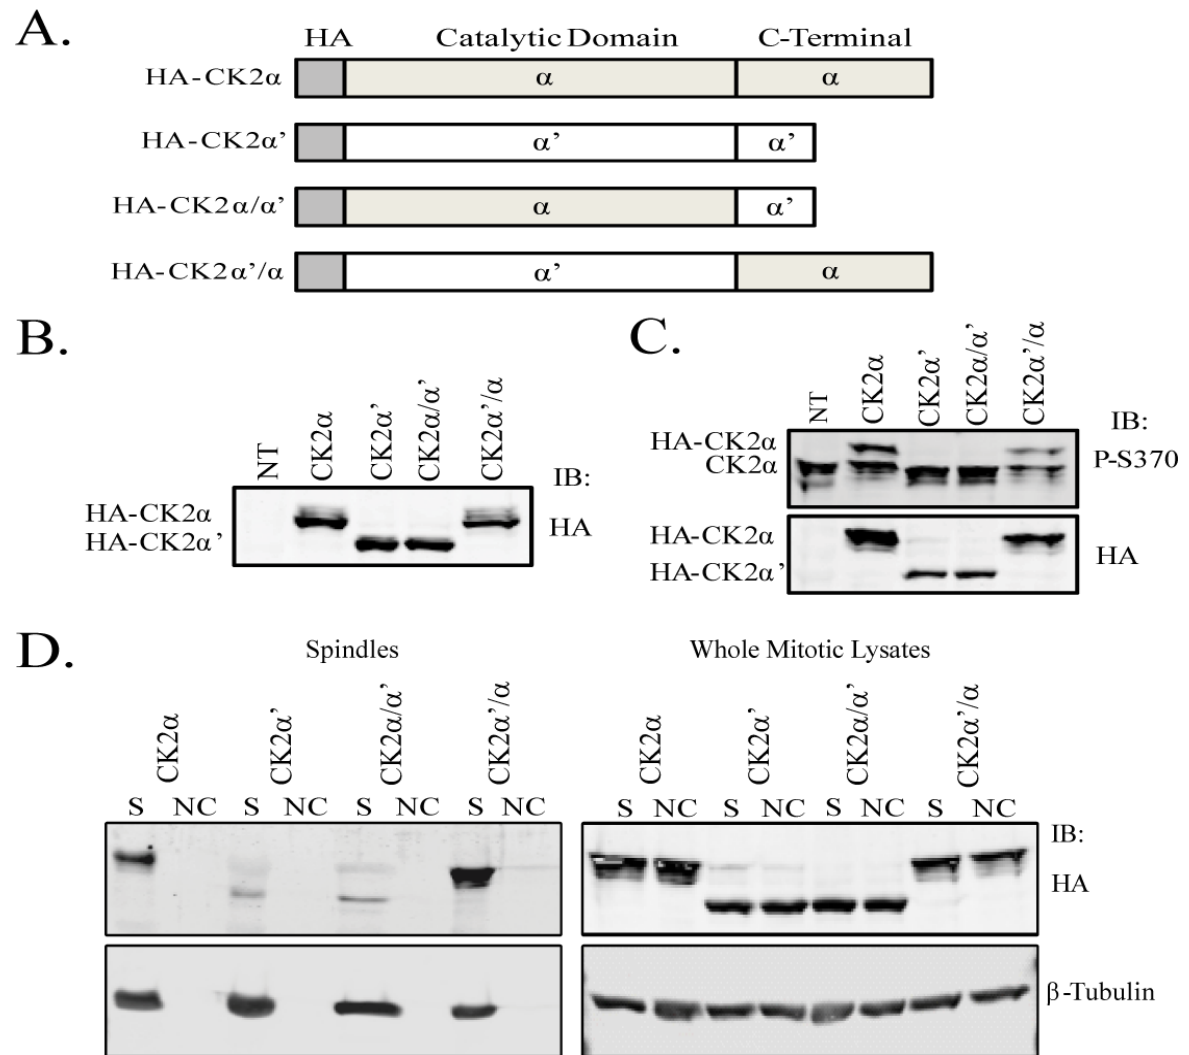 A.
HA Catalytic Domain C-Terminal
HA-CK2α α α
HA-CK2α' α' α'
HA-CK2α/α' α α'
HA-CK2α'/α α' α
B.
NT CK2α CK2α' CK2α/α' CK2α'/α
IB:
HA-CK2α
HA-CK2α'
HA
C.
NT CK2α CK2α' CK2α/α' CK2α'/α
IB:
HA-CK2α
CK2α
P-S370
HA-CK2α
HA-CK2α'
HA
D.
Spindles Whole Mitotic Lysates
CK2α CK2α' CK2α/α' CK2α'/α CK2α CK2α' CK2α/α' CK2α'/α
S NC S NC S NC S NC S NC S NC S NC S NC
IB:
HA
β-Tubulin